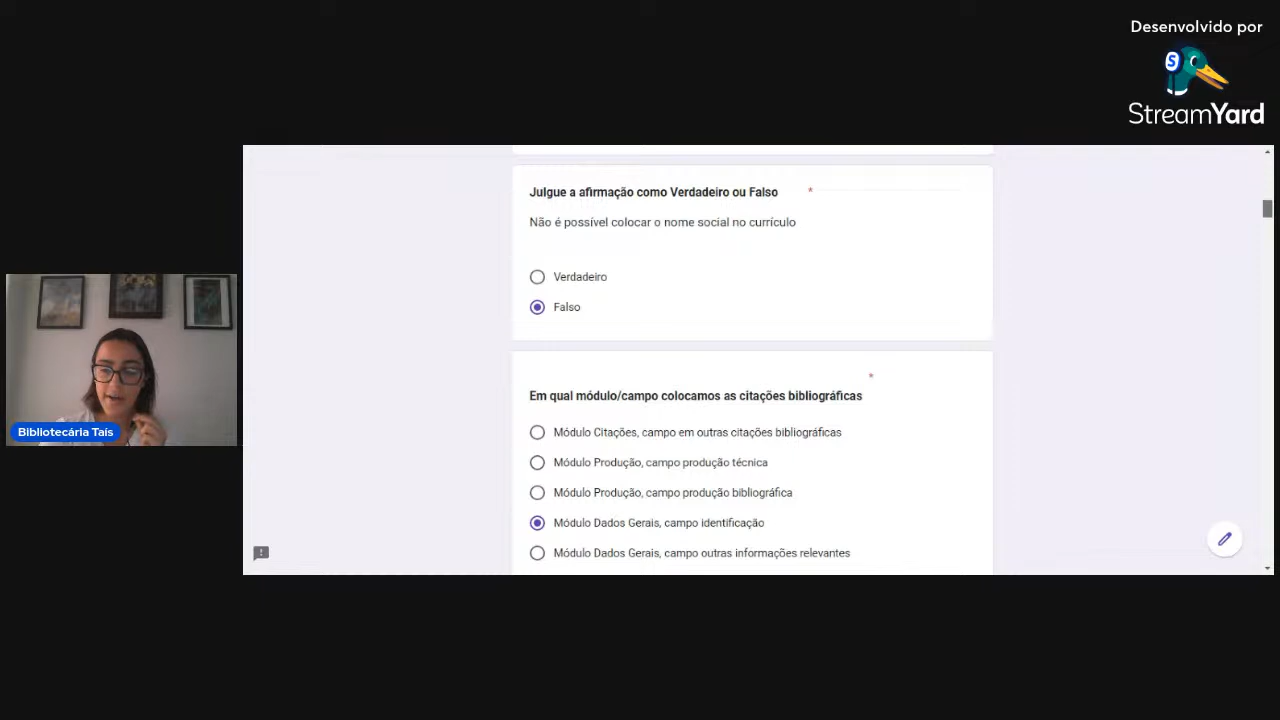 Desenvolvido por
S
StreamYard
Julgue a afirmação como Verdadeiro ou Falso *
Não é possível colocar o nome social no currículo
Verdadeiro
Falso
*
Em qual módulo/campo colocamos as citações bibliográficas
Módulo Citações, campo em outras citações bibliográficas
Módulo Produção, campo produção técnica
Módulo Produção, campo produção bibliográfica
Módulo Dados Gerais, campo identificação
Módulo Dados Gerais, campo outras informações relevantes
Bibliotecária Taís